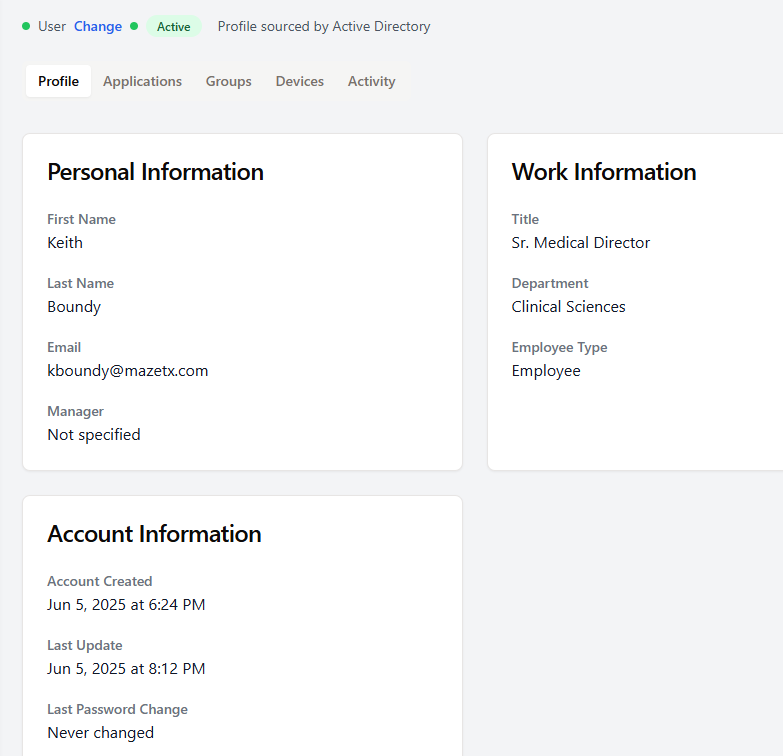 User Change Active Profile sourced by Active Directory
Profile Applications Groups Devices Activity
Personal Information
First Name
Keith
Last Name
Boundy
Email
kboundy@mazetx.com
Manager
Not specified
Work Information
Title
Sr. Medical Director
Department
Clinical Sciences
Employee Type
Employee
Account Information
Account Created
Jun 5, 2025 at 6:24 PM
Last Update
Jun 5, 2025 at 8:12 PM
Last Password Change
Never changed